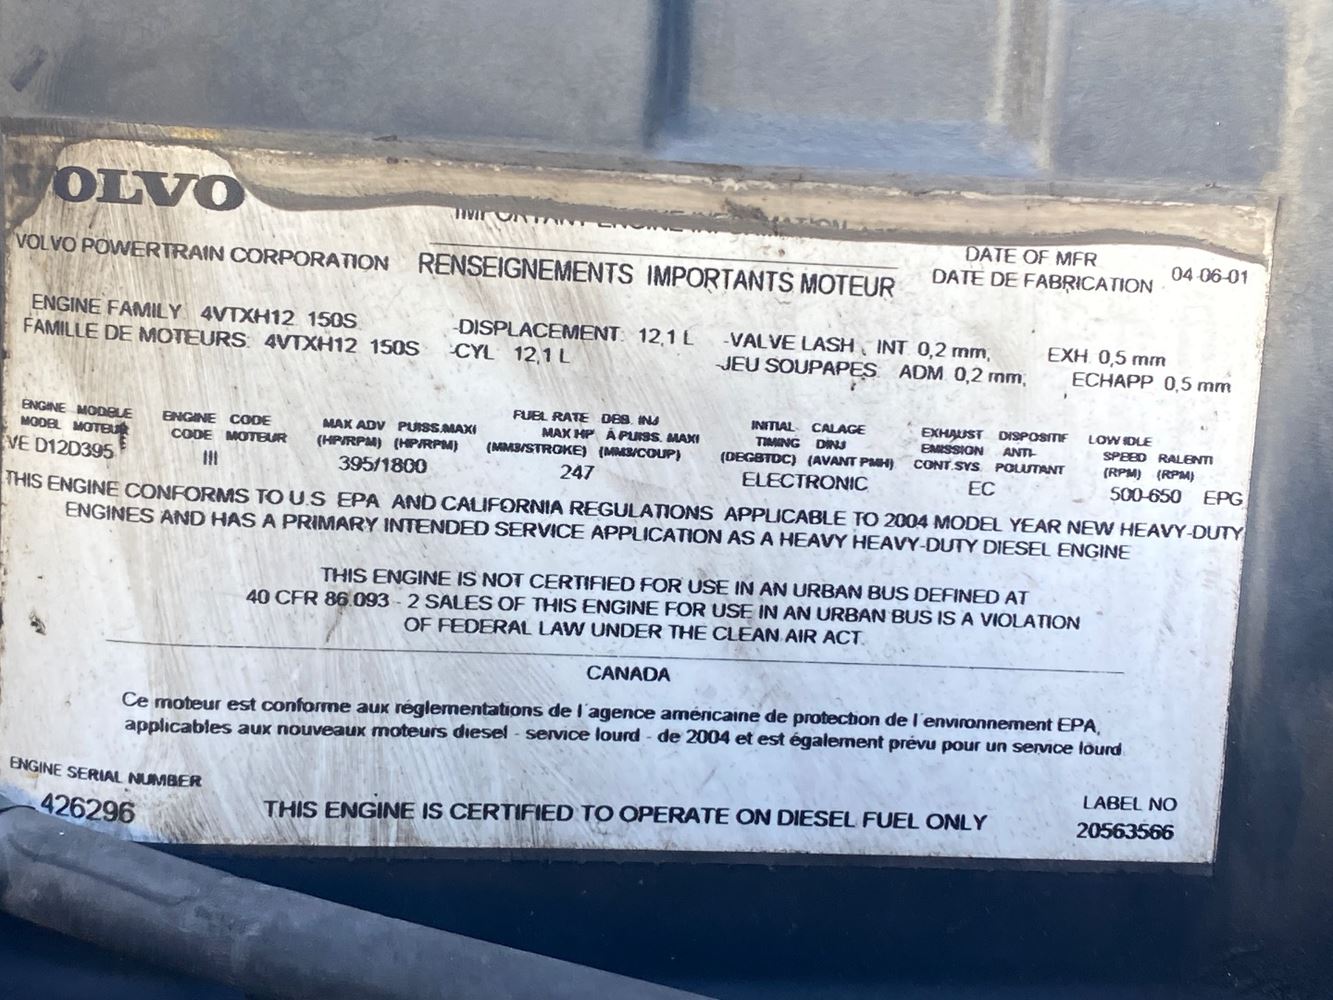 VOLVO
IMPORTANT ENGINE INFORMATION
VOLVO POWERTRAIN CORPORATION
RENSEIGNEMENTS IMPORTANTS MOTEUR
DATE OF MFR
DATE DE FABRICATION
04-06-01
ENGINE FAMILY: 4VTXH12 150S
FAMILLE DE MOTEURS: 4VTXH12 150S
-DISPLACEMENT: 12,1 L
-CYL 12,1 L
-VALVE LASH , INT 0,2 mm, EXH 0,5 mm
-JEU SOUPAPES: ADM 0,2 mm, ECHAPP 0,5 mm
ENGINE MODÈLE
MODEL MOTEUR
VE D12D395
ENGINE CODE
CODE MOTEUR
III
MAX ADV PUISS.MAXI
(HP/RPM) (HP/RPM)
395/1800
FUEL RATE DEB. INJ
MAX HP À PUISS. MAXI
(MM3/STROKE) (MM3/COUP)
247
INITIAL CALAGE
TIMING D'INJ
(DEGBTDC) (AVANT PMH)
ELECTRONIC
EXHAUST DISPOSITIF
EMISSION ANTI-
CONT.SYS. POLUTANT
EC
LOW IDLE
SPEED RALENTI
(RPM) (RPM)
500-650 EPG
THIS ENGINE CONFORMS TO U.S EPA AND CALIFORNIA REGULATIONS APPLICABLE TO 2004 MODEL YEAR NEW HEAVY-DUTY
ENGINES AND HAS A PRIMARY INTENDED SERVICE APPLICATION AS A HEAVY HEAVY-DUTY DIESEL ENGINE
THIS ENGINE IS NOT CERTIFIED FOR USE IN AN URBAN BUS DEFINED AT
40 CFR 86.093 - 2 SALES OF THIS ENGINE FOR USE IN AN URBAN BUS IS A VIOLATION
OF FEDERAL LAW UNDER THE CLEAN AIR ACT.
CANADA
Ce moteur est conforme aux réglementations de l'agence américaine de protection de l'environnement EPA,
applicables aux nouveaux moteurs diesel - service lourd - de 2004 et est également prévu pour un service lourd
ENGINE SERIAL NUMBER
426296
THIS ENGINE IS CERTIFIED TO OPERATE ON DIESEL FUEL ONLY
LABEL NO
20563566